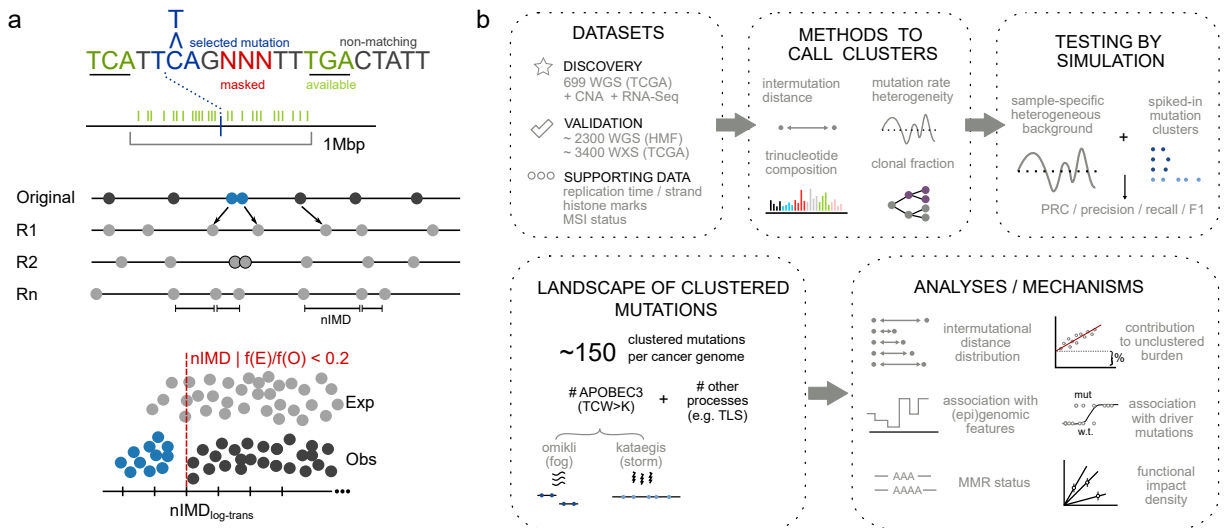 a
T
TCATTCAGNNNTTTGACTATT
selected mutation
non-matching
masked
available
1Mbp
Original
R1
R2
Rn
nIMD
nIMD | f(E)/f(O) < 0.2
Exp
Obs
nIMDlog-trans
b
DATASETS
DISCOVERY
699 WGS (TCGA)
+ CNA + RNA-Seq
VALIDATION
~ 2300 WGS (HMF)
~ 3400 WXS (TCGA)
SUPPORTING DATA
replication time / strand
histone marks
MSI status
METHODS TO
CALL CLUSTERS
intermutation
distance
mutation rate
heterogeneity
trinucleotide
composition
clonal fraction
TESTING BY
SIMULATION
sample-specific
heterogeneous
background
+
spiked-in
mutation
clusters
PRC / precision / recall / F1
LANDSCAPE OF CLUSTERED
MUTATIONS
~150
clustered mutations
per cancer genome
# APOBEC3
(TCW>K)
+
# other
processes
(e.g. TLS)
omikli
(fog)
kataegis
(storm)
ANALYSES / MECHANISMS
intermutational
distance
distribution
%
contribution
to unclustered
burden
association with
(epi)genomic
features
mut
w.t.
association
with driver
mutations
AAA
AAAA
MMR status
functional
impact
density